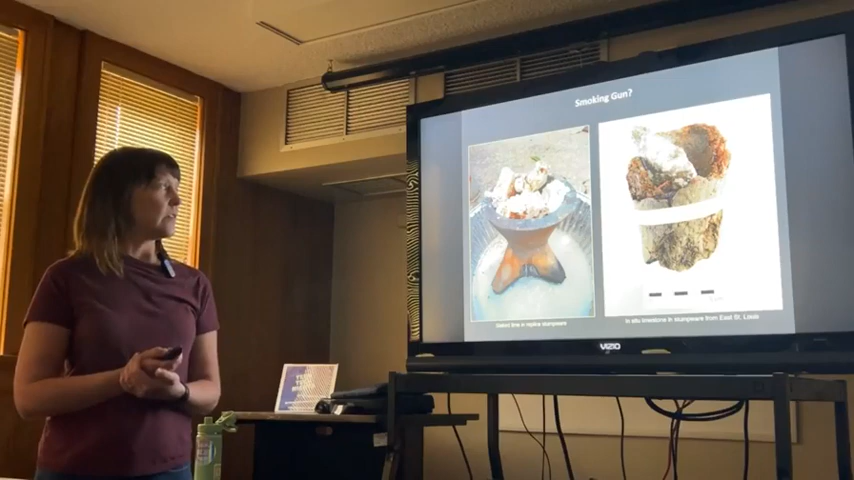 Smoking Gun?
Slaked lime in replica stumpware
In situ limestone in stumpware from East St. Louis
VIZIO